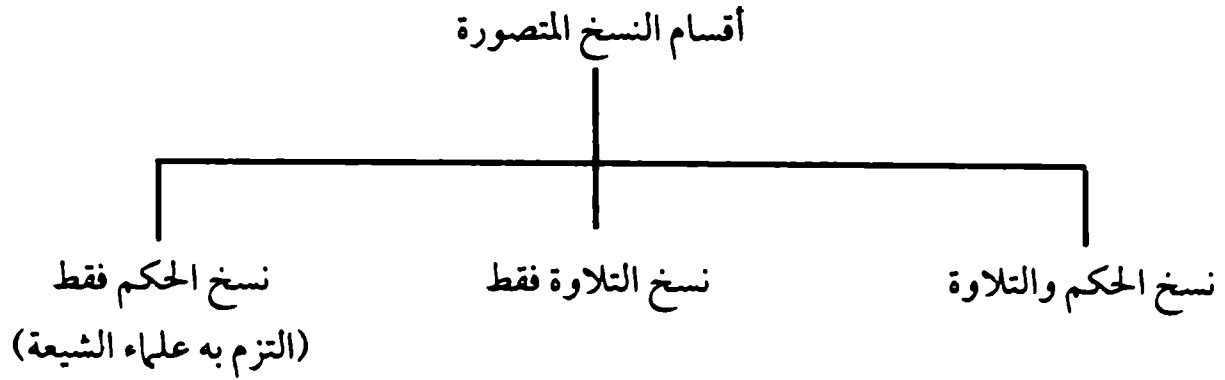 أقسام النسخ المتصورة
نسخ الحكم والتلاوة
نسخ التلاوة فقط
نسخ الحكم فقط
(التزم به علماء الشيعة)